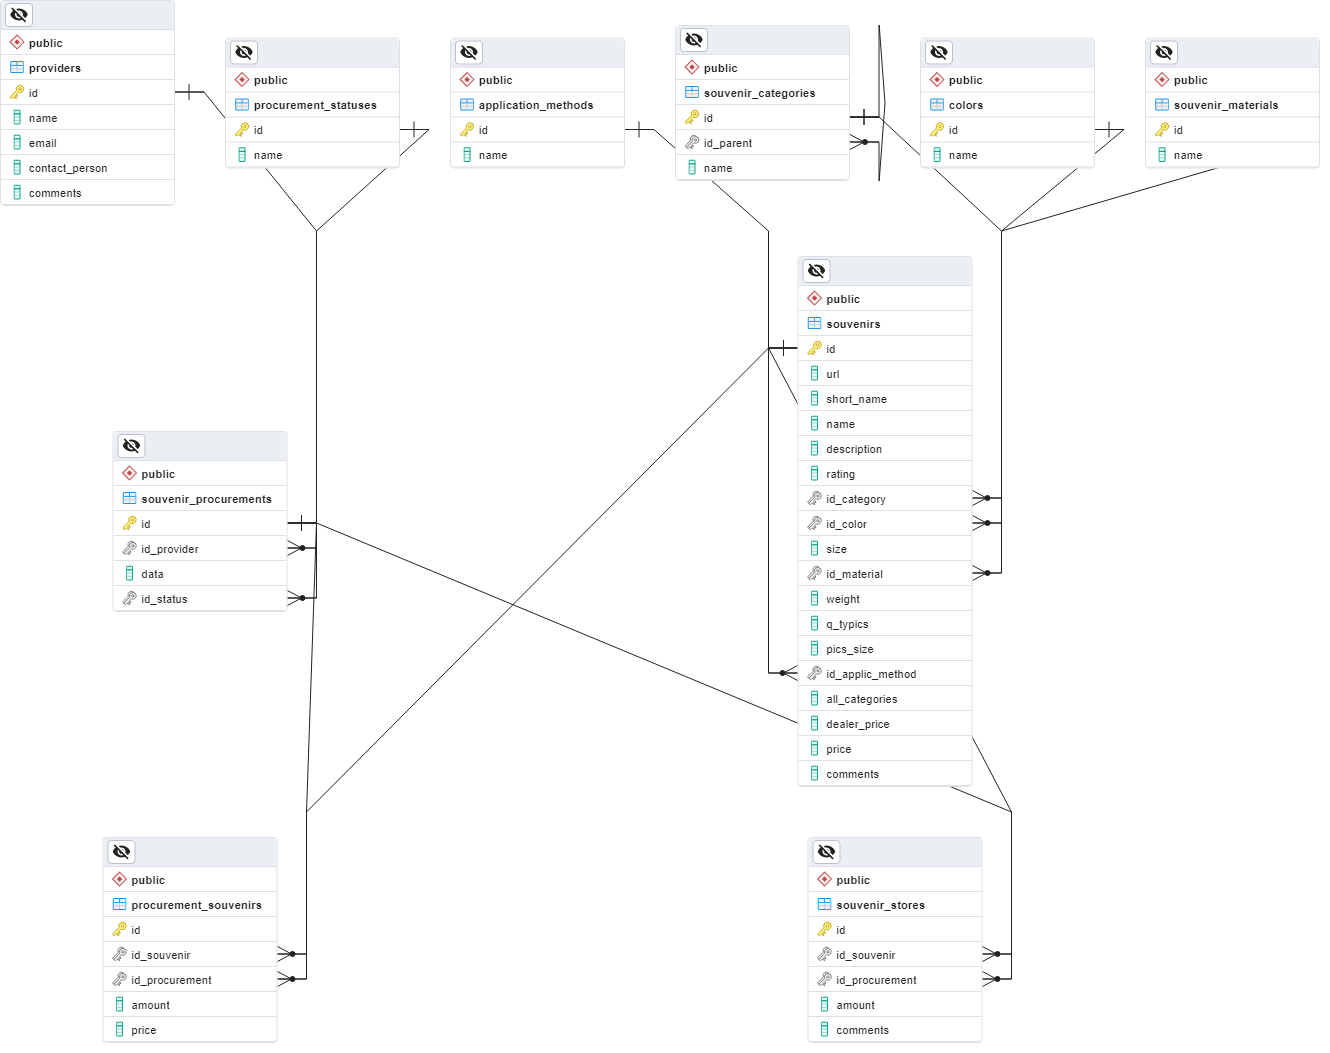 public
providers
id
name
email
contact_person
comments
public
procurement_statuses
id
name
public
application_methods
id
name
public
souvenir_categories
id
id_parent
name
public
colors
id
name
public
souvenir_materials
id
name
public
souvenirs
id
url
short_name
name
description
rating
id_category
id_color
size
id_material
weight
q_typics
pics_size
id_applic_method
all_categories
dealer_price
price
comments
public
souvenir_procurements
id
id_provider
data
id_status
public
procurement_souvenirs
id
id_souvenir
id_procurement
amount
price
public
souvenir_stores
id
id_souvenir
id_procurement
amount
comments